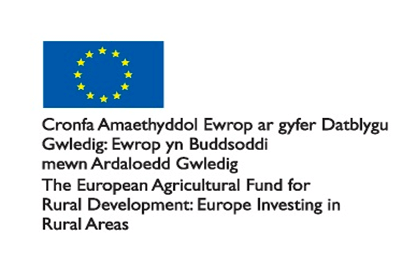 Cronfa Amaethyddol Ewrop ar gyfer Datblygu
Gwledig: Ewrop yn Buddsoddi
mewn Ardaloedd Gwledig
The European Agricultural Fund for
Rural Development: Europe Investing in
Rural Areas